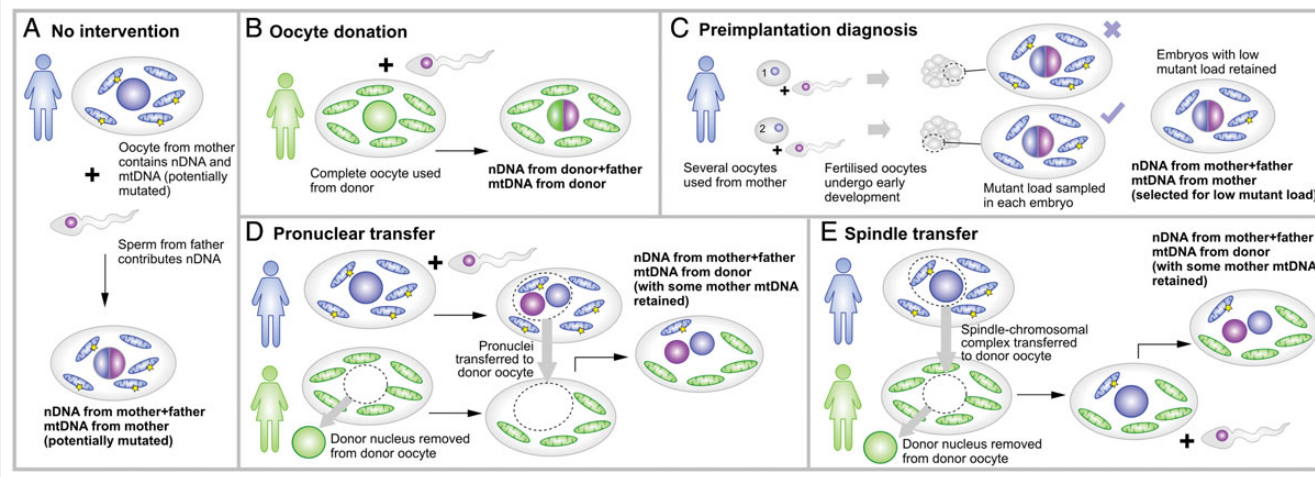 A No intervention
Oocyte from mother
contains nDNA and
mtDNA (potentially
mutated)
+
Sperm from father
contributes nDNA
nDNA from mother+father
mtDNA from mother
(potentially mutated)
B Oocyte donation
+
Complete oocyte used
from donor
nDNA from donor+father
mtDNA from donor
C Preimplantation diagnosis
1
+
2
+
Several oocytes
used from mother
Fertilised oocytes
undergo early
development
Mutant load sampled
in each embryo
Embryos with low
mutant load retained
nDNA from mother+father
mtDNA from mother
(selected for low mutant load)
D Pronuclear transfer
+
Pronuclei
transferred to
donor oocyte
Donor nucleus removed
from donor oocyte
nDNA from mother+father
mtDNA from donor
(with some mother mtDNA
retained)
E Spindle transfer
Spindle-chromosomal
complex transferred
to donor oocyte
Donor nucleus removed
from donor oocyte
+
nDNA from mother+father
mtDNA from donor
(with some mother mtDNA
retained)